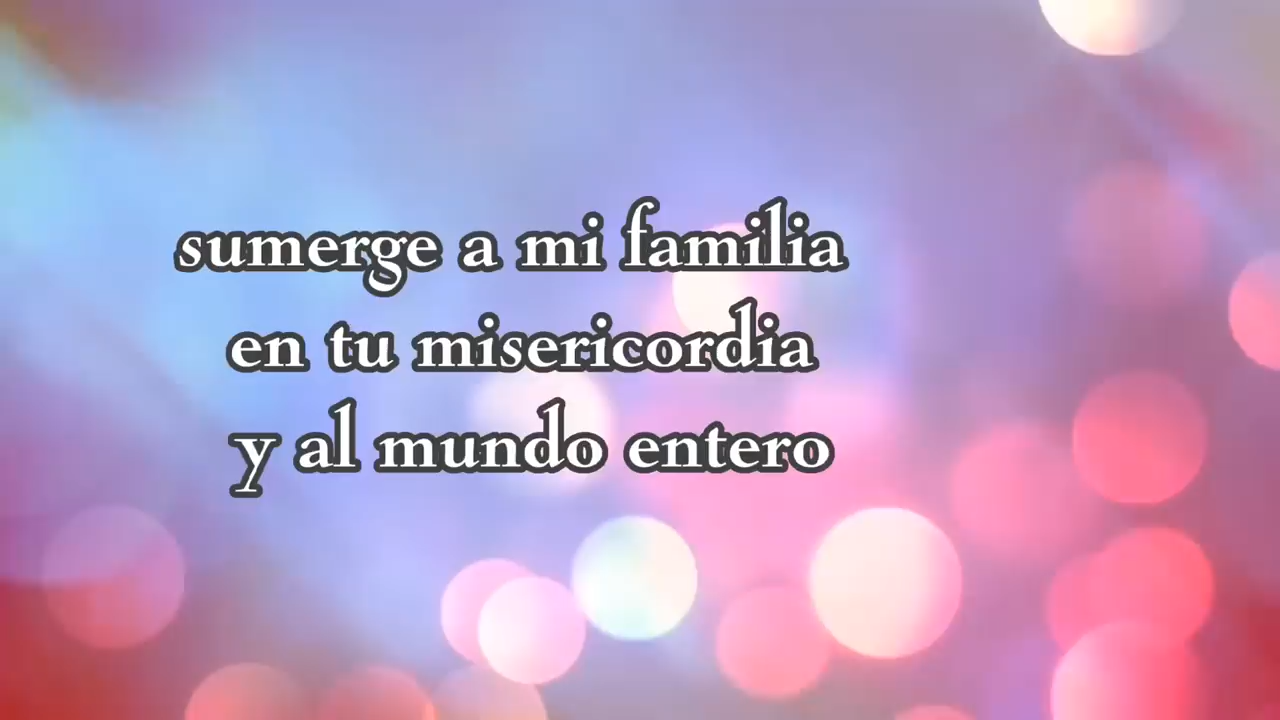 sumerge a mi familia
en tu misericordia
y al mundo entero